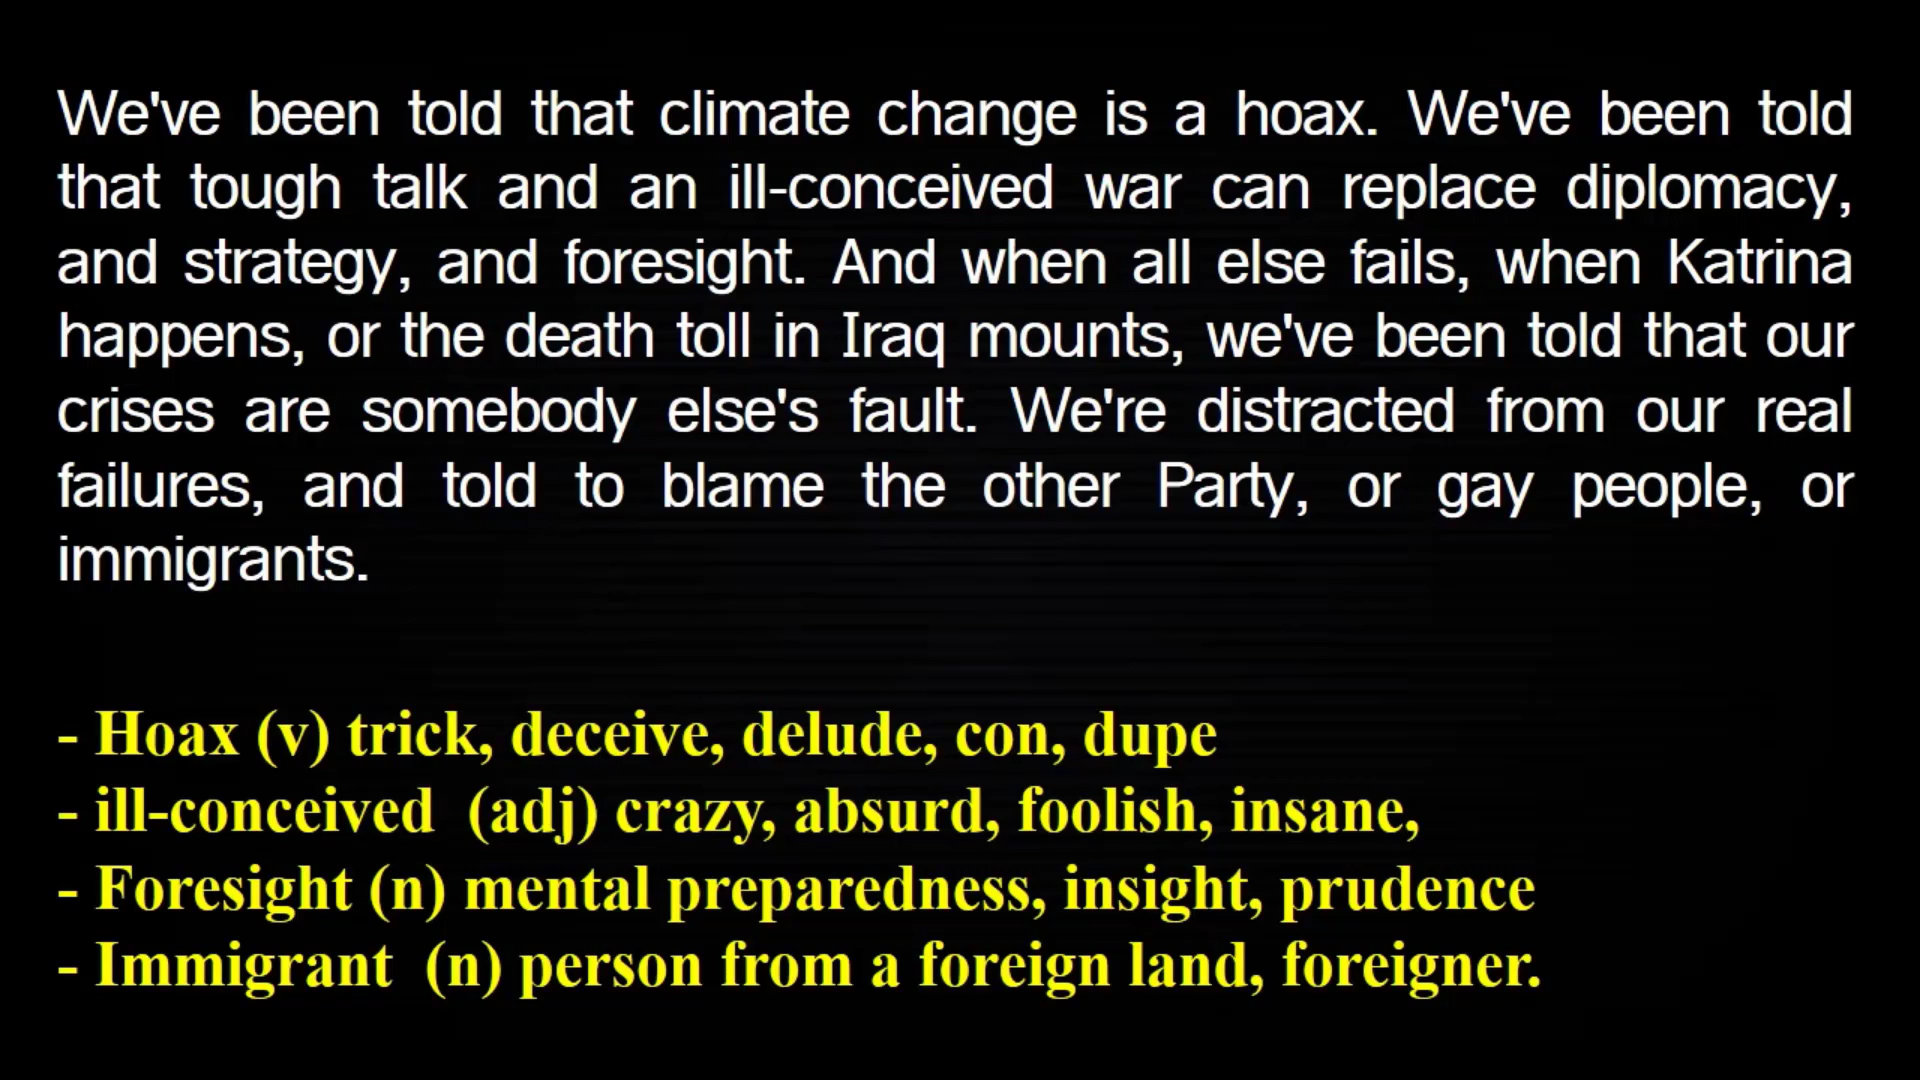 We've been told that climate change is a hoax. We've been told
that tough talk and an ill-conceived war can replace diplomacy,
and strategy, and foresight. And when all else fails, when Katrina
happens, or the death toll in Iraq mounts, we've been told that our
crises are somebody else's fault. We're distracted from our real
failures, and told to blame the other Party, or gay people, or
immigrants.
- Hoax (v) trick, deceive, delude, con, dupe
- ill-conceived (adj) crazy, absurd, foolish, insane,
- Foresight (n) mental preparedness, insight, prudence
- Immigrant (n) person from a foreign land, foreigner.